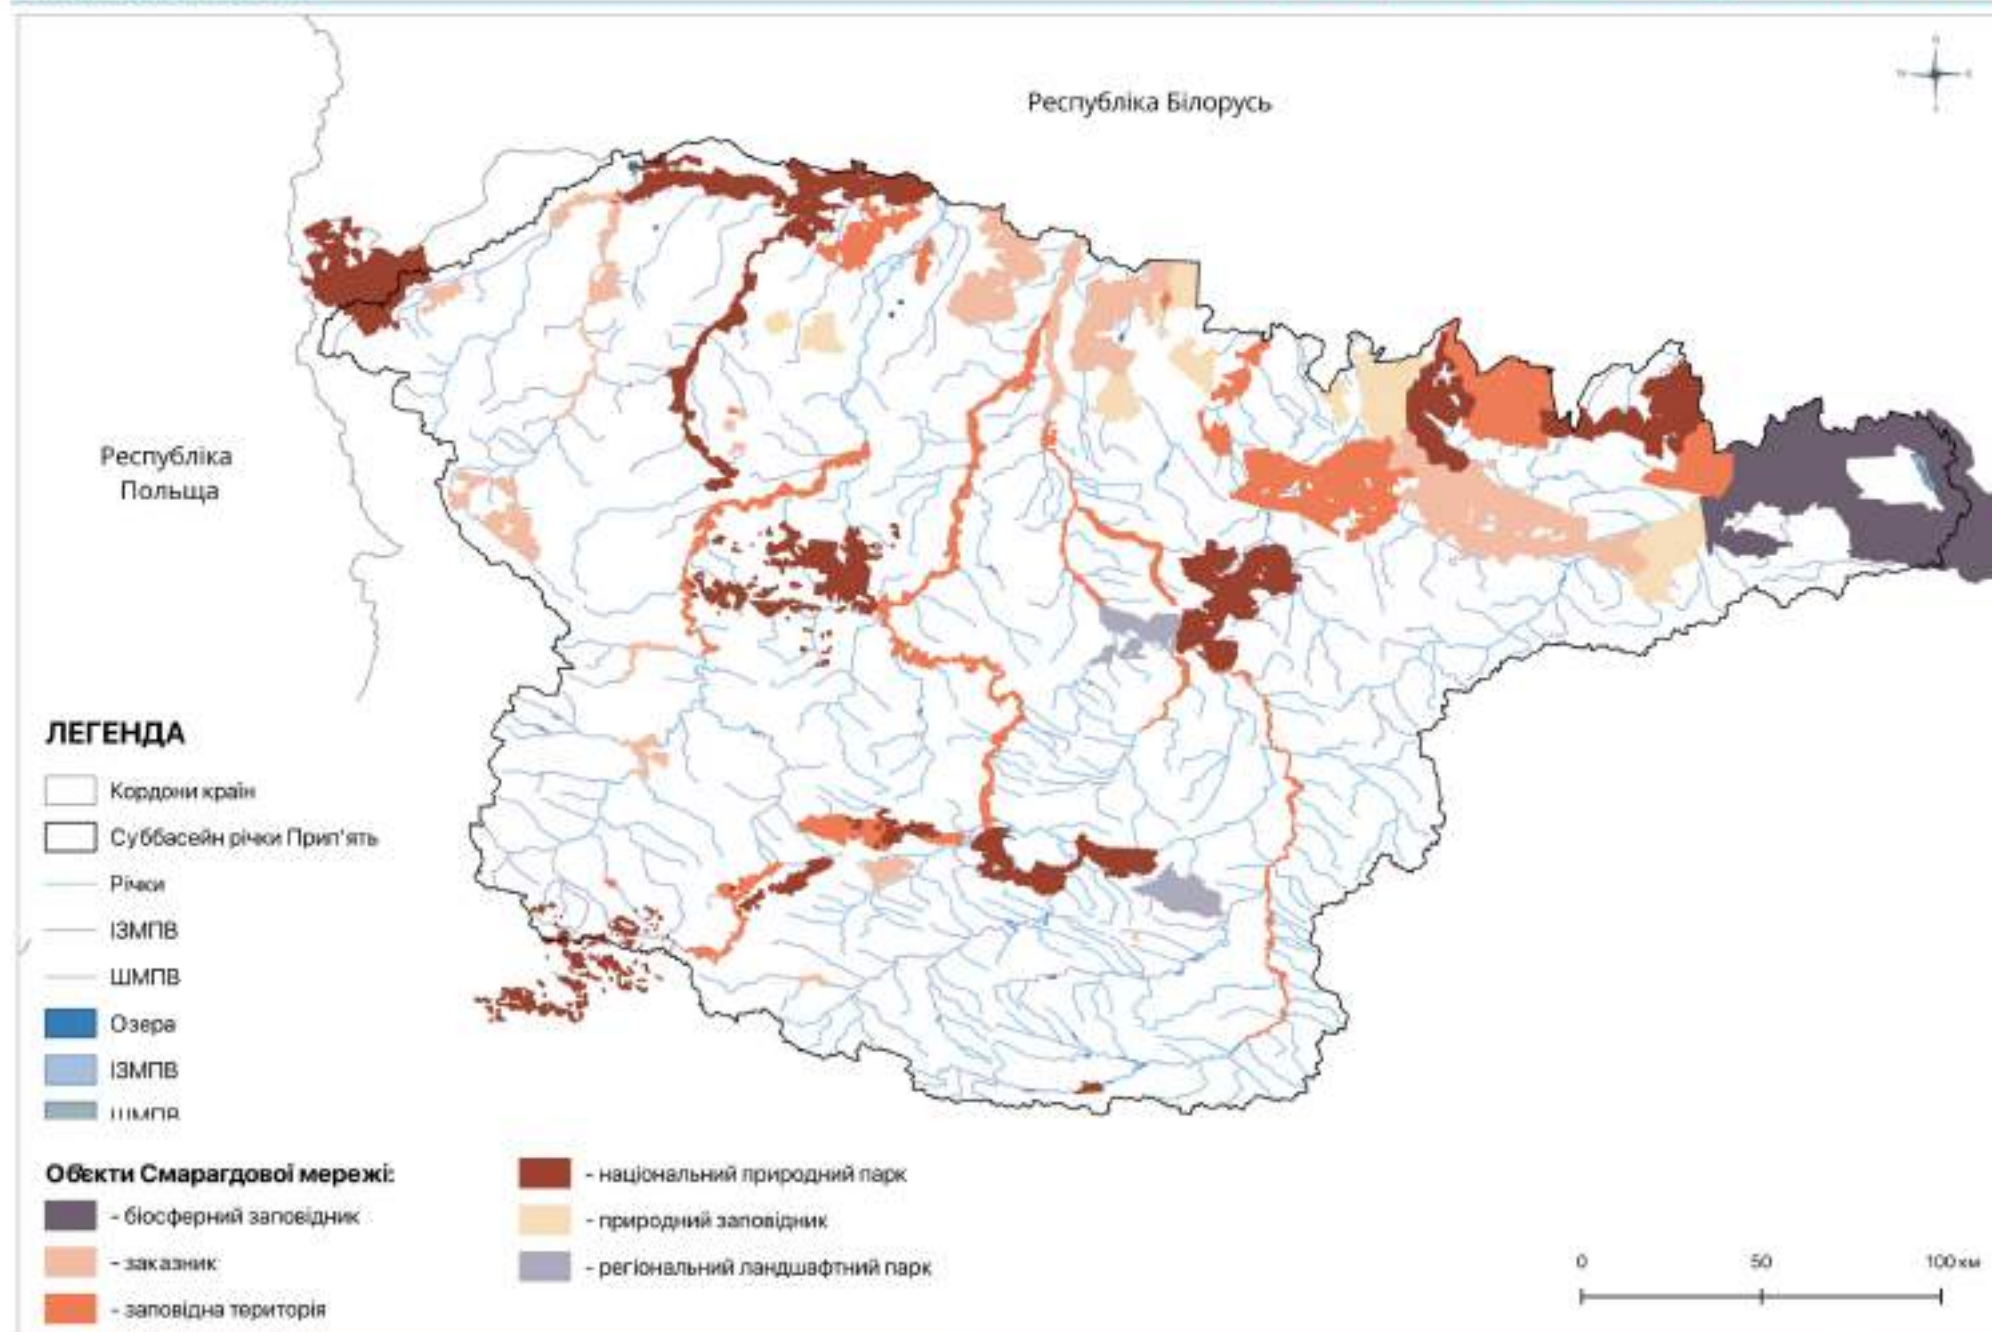 Республіка Білорусь
Республіка
Польща
ЛЕГЕНДА
Кордони країн
Суббасейн річки Прип'ять
Річки
ІЗМПВ
ШМПВ
Озера
ІЗМПВ
ШМПВ
Обєкти Смарагдової мережі:
- біосферний заповідник
- заказник
- заповідна територія
- національний природний парк
- природний заповідник
- регіональний ландшафтний парк
0 50 100 км